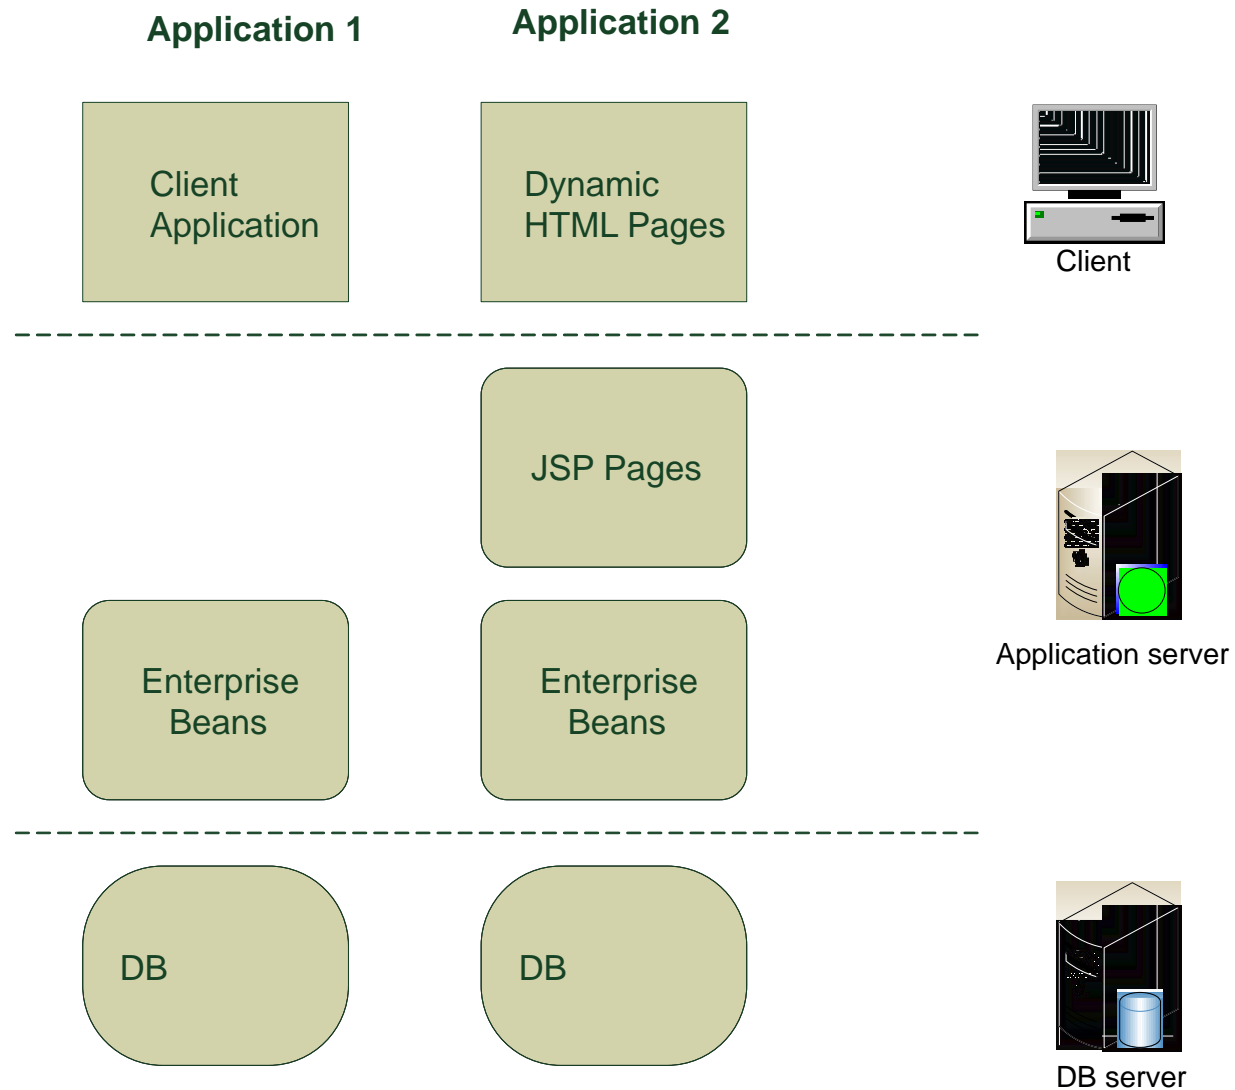 Application 1
Application 2
Client
Application
Dynamic
HTML Pages
Client
JSP Pages
Application server
Enterprise
Beans
Enterprise
Beans
DB
DB
DB server